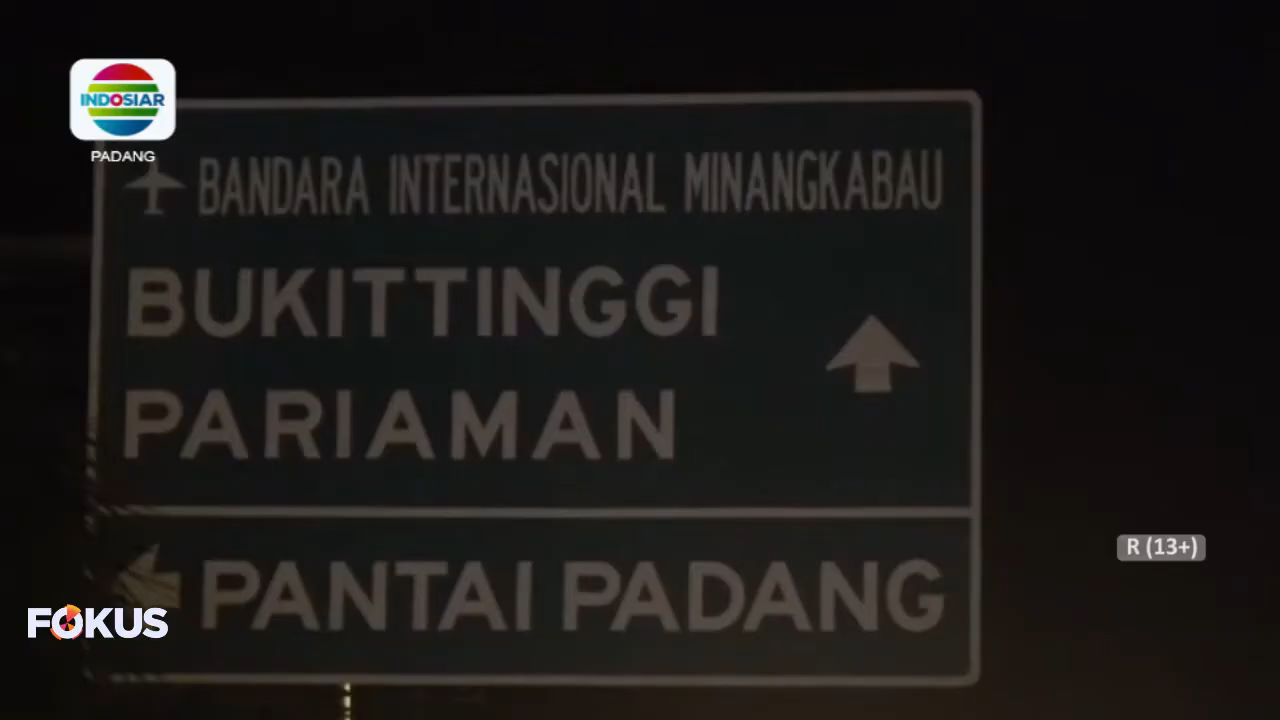 INDOSIAR
PADANG
BANDARA INTERNASIONAL MINANGKABAU
BUKITTINGGI
PARIAMAN
PANTAI PADANG
R (13+)
FOKUS